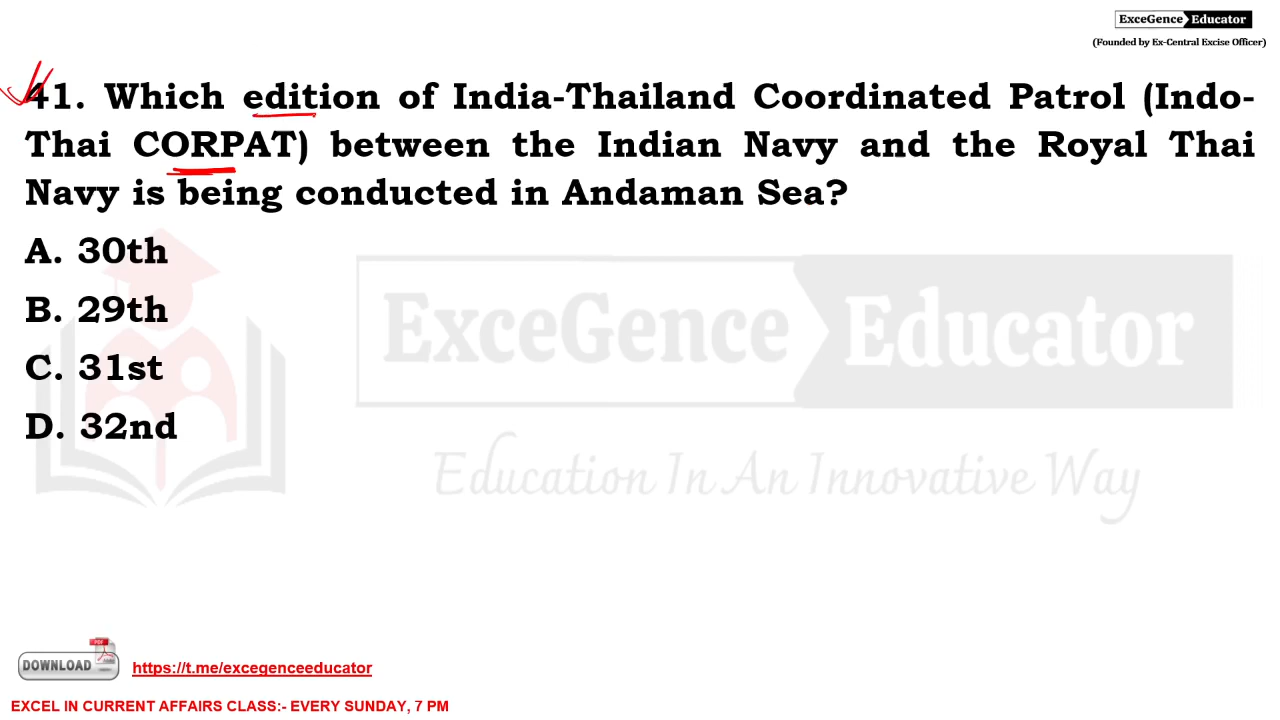 ExceGence Educator
(Founded by Ex-Central Excise Officer)
41. Which edition of India-Thailand Coordinated Patrol (Indo-
Thai CORPAT) between the Indian Navy and the Royal Thai
Navy is being conducted in Andaman Sea?
A. 30th
B. 29th
C. 31st
D. 32nd
ExceGence Educator
Education In An Innovative Way
PDF
DOWNLOAD
https://t.me/excegenceeducator
EXCEL IN CURRENT AFFAIRS CLASS:- EVERY SUNDAY, 7 PM